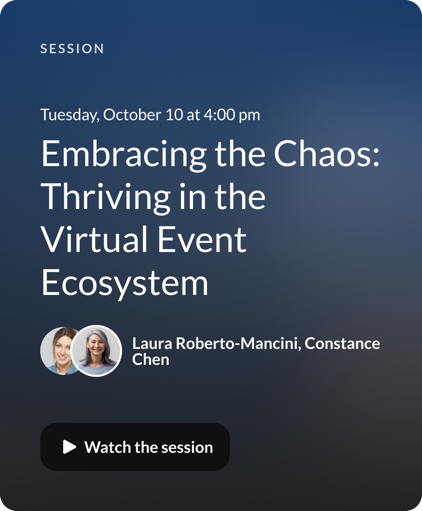 SESSION
Tuesday, October 10 at 4:00 pm
Embracing the Chaos:
Thriving in the
Virtual Event
Ecosystem
Laura Roberto-Mancini, Constance
Chen
Watch the session